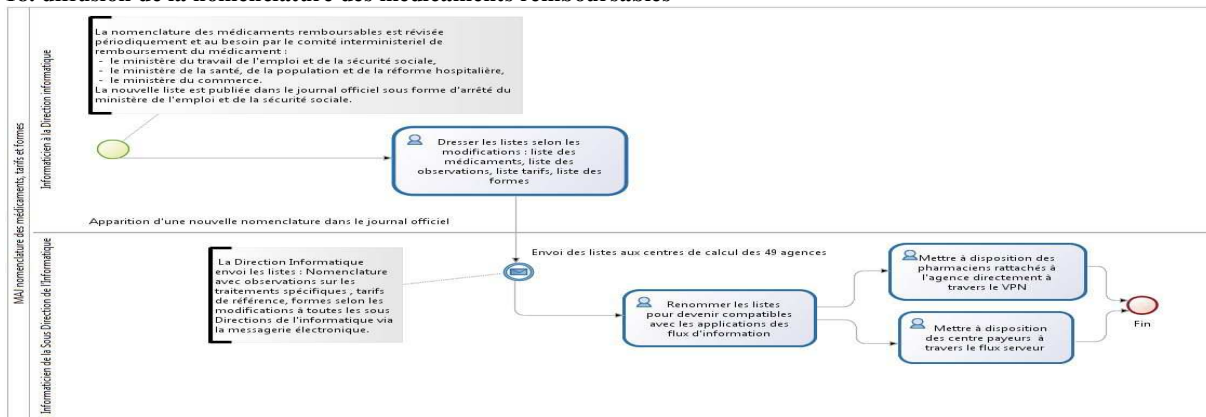 18. diffusion de la nomenclature des médicaments remboursables
La nomenclature des médicaments remboursables est révisée
périodiquement et au besoin par le comité interministeriel de
remboursement du médicament :
- le ministère du travail de l'emploi et de la sécurité sociale,
- le ministère de la santé, de la population et de la réforme hospitalière,
- le ministère du commerce.
La nouvelle liste est publiée dans le journal officiel sous forme d'arrêté du
ministère de l'emploi et de la sécurité sociale.
MAJ nomenclature des médicaments, tarifs et formes
Informaticien à la Direction informatique
Dresser les listes selon les
modifications : liste des
médicaments, liste des
observations, liste tarifs, liste des
formes
Apparition d'une nouvelle nomenclature dans le journal officiel
Informaticien de la Sous Direction de l'Informatique
La Direction Informatique
envoi les listes : Nomenclature
avec observations sur les
traitements spécifiques , tarifs
de référence, formes selon les
modifications à toutes les sous
Directions de l'informatique via
la messagerie électronique.
Envoi des listes aux centres de calcul des 49 agences
Renommer les listes
pour devenir compatibles
avec les applications des
flux d'information
Mettre à disposition des
pharmaciens rattachés à
l'agence directement à
travers le VPN
Mettre à disposition
des centre payeurs à
travers le flux serveur
Fin